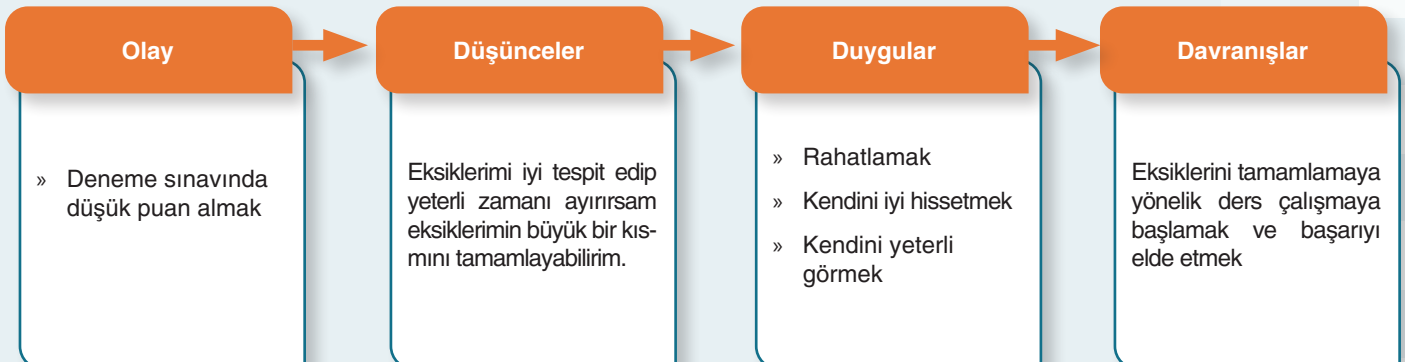 Olay
Düşünceler
Duygular
Davranışlar
» Deneme sınavında
düşük puan almak
Eksiklerimi iyi tespit edip
yeterli zamanı ayırırsam
eksiklerimin büyük bir kıs-
mını tamamlayabilirim.
» Rahatlamak
» Kendini iyi hissetmek
» Kendini yeterli
görmek
Eksiklerini tamamlamaya
yönelik ders çalışmaya
başlamak ve başarıyı
elde etmek